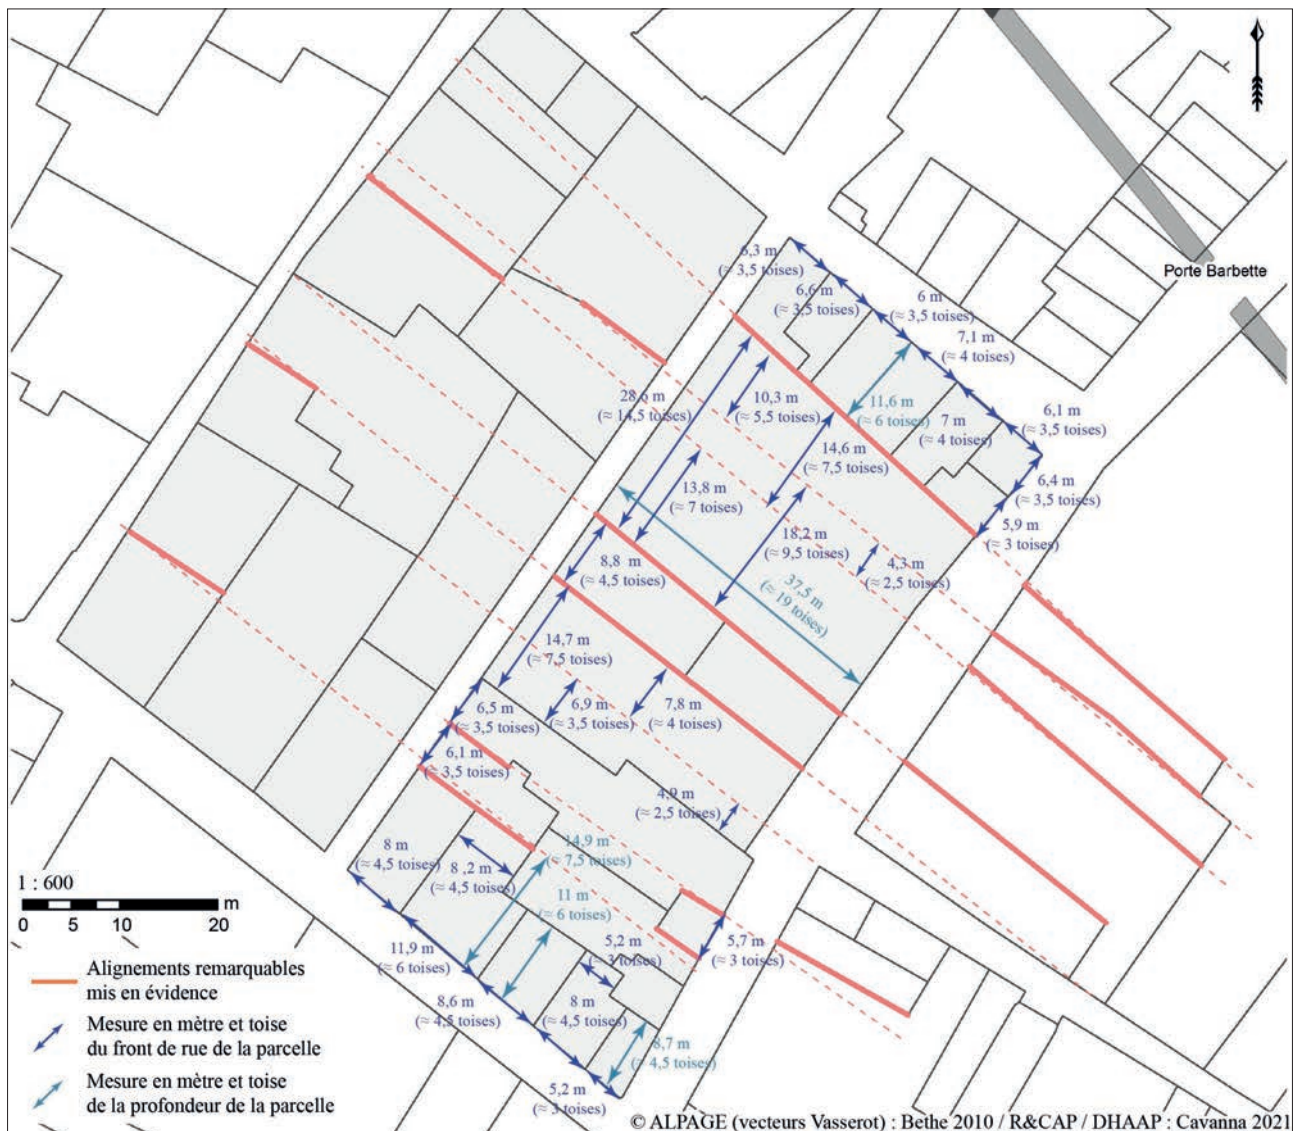 Porte Barbette
6,3 m
(≈ 3,5 toises)
6,6 m
(≈ 3,5 toises)
6 m
(≈ 3,5 toises)
7,1 m
(≈ 4 toises)
28,6 m
(≈ 14,5 toises)
10,3 m
(≈ 5,5 toises)
11,6 m
(≈ 6 toises)
7 m
(≈ 4 toises)
6,1 m
(≈ 3,5 toises)
14,6 m
(≈ 7,5 toises)
6,4 m
(≈ 3,5 toises)
13,8 m
(≈ 7 toises)
5,9 m
(≈ 3 toises)
18,2 m
(≈ 9,5 toises)
8,8 m
(≈ 4,5 toises)
4,3 m
(≈ 2,5 toises)
37,5 m
(≈ 19 toises)
14,7 m
(≈ 7,5 toises)
6,5 m
(≈ 3,5 toises)
6,9 m
(≈ 3,5 toises)
7,8 m
(≈ 4 toises)
6,1 m
(≈ 3,5 toises)
4,9 m
(≈ 2,5 toises)
8 m
(≈ 4,5 toises)
8 ,2 m
(≈ 4,5 toises)
14,9 m
(≈ 7,5 toises)
11 m
(≈ 6 toises)
11,9 m
(≈ 6 toises)
5,2 m
(≈ 3 toises)
5,7 m
(≈ 3 toises)
8,6 m
(≈ 4,5 toises)
8 m
(≈ 4,5 toises)
8,7 m
(≈ 4,5 toises)
5,2 m
(≈ 3 toises)
1 : 600
m
0 5 10 20
Alignements remarquables
mis en évidence
Mesure en mètre et toise
du front de rue de la parcelle
Mesure en mètre et toise
de la profondeur de la parcelle
© ALPAGE (vecteurs Vasserot) : Bethe 2010 / R&CAP / DHAAP : Cavanna 2021